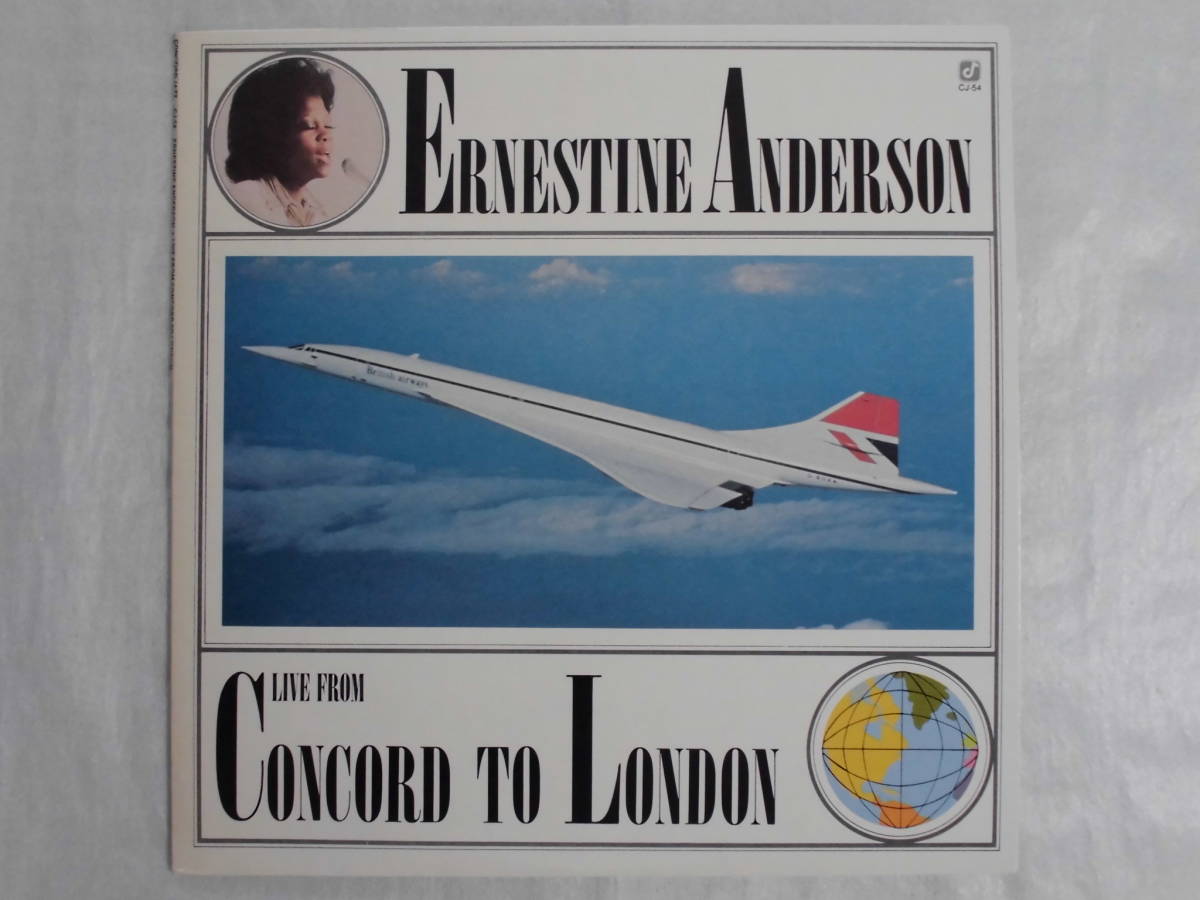 ERNESTINE ANDERSON
CJ-54
British airways
LIVE FROM
CONCORD TO LONDON